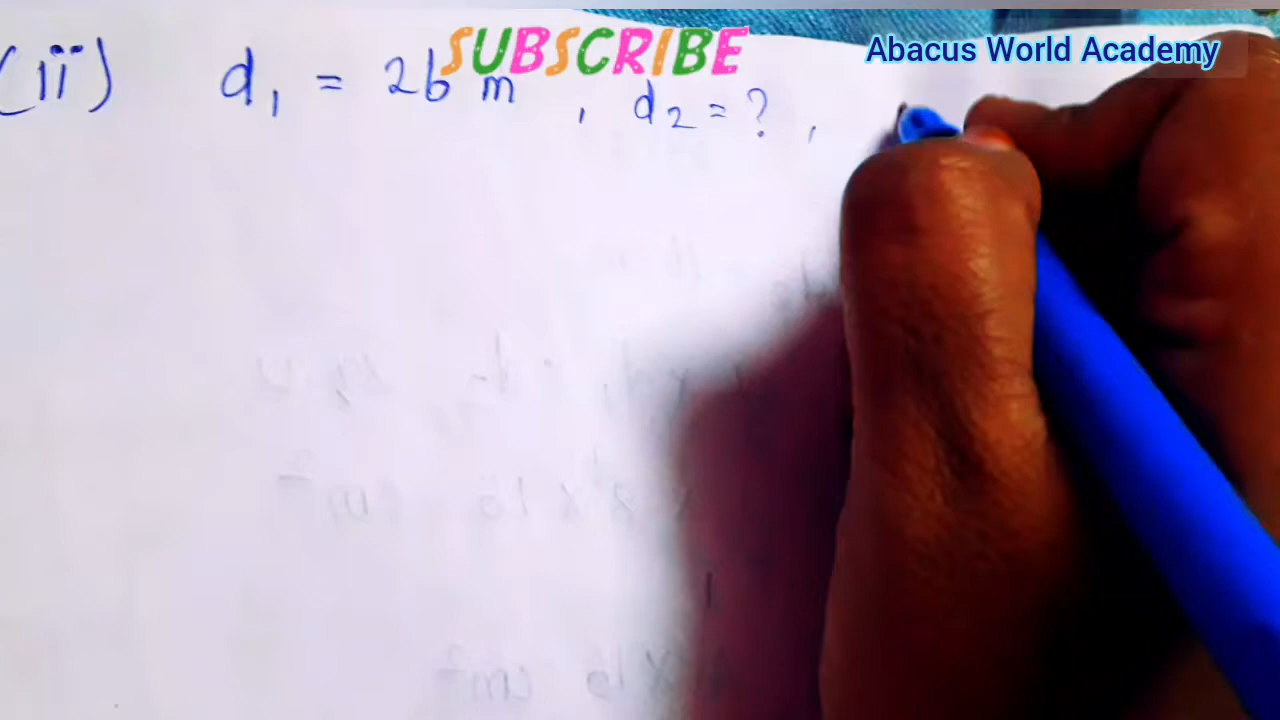 SUBSCRIBE
Abacus World Academy
(ii) d₁ = 26 m , d₂ = ? ,